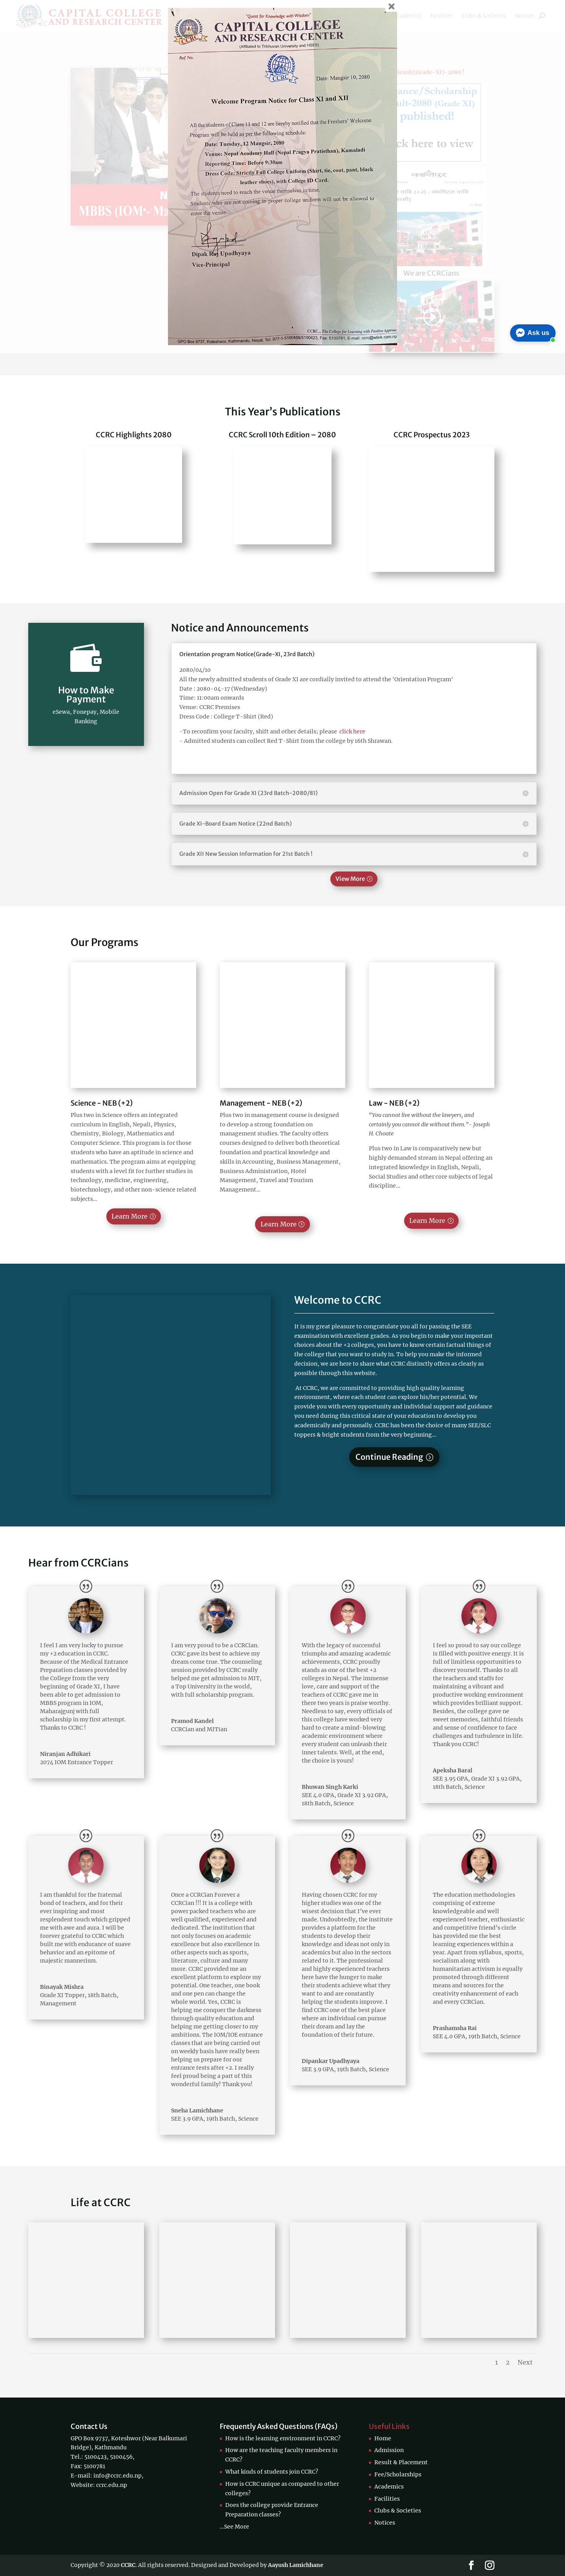 CAPITAL COLLEGE
AND RESEARCH CENTER
Facilities
Clubs & Societies
Notices
"Quest for Knowledge with Wisdom"
CAPITAL COLLEGE
AND RESEARCH CENTER
(Affiliated to Tribhuvan University and HSEB)
Ref No.
CCRC
Date: Mangsir 10, 2080
Welcome Program Notice for Class XI and XII
All the students of Class 11 and 12 are hereby notified that the Freshers' Welcome
Program will be held as per the following schedule:
Date: Tuesday, 12 Mangsir, 2080
Venue: Nepal Academy Hall (Nepal Pragya Pratisthan), Kamaladi
Reporting Time: Before 9:30am
Dress Code: Strictly Full College Uniform (Shirt, tie, coat, pant, black
leather shoes), with College ID Card.
The students need to reach the venue themselves in time.
Students who are not coming in proper college uniform will not be allowed to
enter the venue.
Dipak Raj Upadhyaya
Vice-Principal
CCRC... The College for Learning with Positive Approach
GPO Box 9737, Koteshwor, Kathmandu, Nepal.
MBBS (IOM
ance/Scholarship
ult-2080 (Grade XI)
published!
ck here to view
We are CCRCians
Ask us
This Year's Publications
CCRC Highlights 2080
CCRC Scroll 10th Edition – 2080
CCRC Prospectus 2023
How to Make
Payment
eSewa, Fonepay, Mobile
Banking
Notice and Announcements
Orientation program Notice(Grade-XI, 23rd Batch)
2080/04/10
All the newly admitted students of Grade XI are cordially invited to attend the 'Orientation Program'
Date : 2080-04-17 (Wednesday)
Time: 11:00am onwards
Venue: CCRC Premises
Dress Code : College T-Shirt (Red)
-To reconfirm your faculty, shift and other details; please click here
- Admitted students can collect Red T-Shirt from the college by 16th Shrawan.
Admission Open For Grade XI (23rd Batch-2080/81)
Grade XI-Board Exam Notice (22nd Batch)
Grade XII New Session Information for 21st Batch !
View More
Our Programs
Science - NEB (+2)
Plus two in Science offers an integrated
curriculum in English, Nepali, Physics,
Chemistry, Biology, Mathematics and
Computer Science. This program is for those
students who have an aptitude in science and
mathematics. The program aims at equipping
students with a level fit for further studies in
technology, medicine, engineering,
biotechnology, and other non-science related
subjects...
Learn More
Management - NEB (+2)
Plus two in management course is designed
to develop a strong foundation on
management studies. The faculty offers
courses designed to deliver both theoretical
foundation and practical knowledge and
skills in Accounting, Business Management,
Business Administration, Hotel
Management, Travel and Tourism
Management...
Learn More
Law - NEB (+2)
"You cannot live without the lawyers, and
certainly you cannot die without them."- Joseph
H. Choate
Plus two in Law is comparatively new but
highly demanded stream in Nepal offering an
integrated knowledge in English, Nepali,
Social Studies and other core subjects of legal
discipline...
Learn More
Welcome to CCRC
It is my great pleasure to congratulate you all for passing the SEE
examination with excellent grades. As you begin to make your important
choices about the +2 colleges, you have to know certain factual things of
the college that you want to study in. To help you make the informed
decision, we are here to share what CCRC distinctly offers as clearly as
possible through this website.
At CCRC, we are committed to providing high quality learning
environment, where each student can explore his/her potential. We
provide you with every opportunity and individual support and guidance
you need during this critical state of your education to develop you
academically and personally. CCRC has been the choice of many SEE/SLC
toppers & bright students from the very beginning...
Continue Reading
Hear from CCRCians
I feel I am very lucky to pursue
my +2 education in CCRC.
Because of the Medical Entrance
Preparation classes provided by
the College from the very
beginning of Grade XI, I have
been able to get admission to
MBBS program in IOM,
Maharajgunj with full
scholarship in my first attempt.
Thanks to CCRC !
Niranjan Adhikari
2074 IOM Entrance Topper
I am very proud to be a CCRCian.
CCRC gave its best to achieve my
dream come true. The counseling
session provided by CCRC really
helped me get admission to MIT,
a Top University in the world,
with full scholarship program.
Pramod Kandel
CCRCian and MITian
With the legacy of successful
triumphs and amazing academic
achievements, CCRC proudly
stands as one of the best +2
colleges in Nepal. The immense
love, care and support of the
teachers of CCRC gave me in
there two years in praise worthy.
Needless to say, every officials of
this college have worked very
hard to create a mind-blowing
academic environment where
every student can unleash their
inner talents. Well, at the end,
the choice is yours!
Bhuwan Singh Karki
SEE 4.0 GPA, Grade XI 3.92 GPA,
18th Batch, Science
I feel so proud to say our college
is filled with positive energy. It is
full of limitless opportunities to
discover yourself. Thanks to all
the teachers and staffs for
maintaining a vibrant and
productive working environment
which provides brilliant support.
Besides, the college gave me
sweet memories, faithful friends
and sense of confidence to face
challenges and turbulence in life.
Thank you CCRC!
Apeksha Baral
SEE 3.95 GPA, Grade XI 3.92 GPA,
18th Batch, Science
I am thankful for the fraternal
bond of teachers, and for their
ever inspiring and most
resplendent touch which gripped
me with an aura. I will be
forever grateful to CCRC which
built me with endurance of suave
behavior and an epitome of
majestic mannerism.
Binayak Mishra
Grade XI Topper, 18th Batch,
Management
Once a CCRCian Forever a
CCRCian !!! It is a college with
power packed teachers who are
well qualified, experienced and
dedicated. The institution that
not only focuses on academic
excellence but also excellence in
other aspects such as sports,
literature, culture and many
more. CCRC provided me an
excellent platform to explore my
potential. One teacher, one book
and one pen can change the
whole world. Yes, CCRC is
helping me conquer the darkness
through quality education and
helping me getting closer to my
ambitions. The IOM/IOE entrance
classes that are being carried out
on weekly basis have really been
helping us prepare for our
entrance tests after +2. I really
feel proud being a part of this
wonderful family! Thank you!
Sneha Lamichhane
SEE 3.9 GPA, 19th Batch, Science
Having chosen CCRC for my
higher studies was one of the
wisest decision that I've ever
made. Undoubtedly, the institute
provides a platform for the
students to develop their
knowledge and ideas not only in
academics but also in the sectors
related to it. The professional
and highly experienced teachers
here have the hunger to make
their students achieve what they
want to and are constantly
helping the students improve. I
find CCRC one of the best place
where an individual can pursue
their dream and lay the
foundation of their future.
Dipankar Upadhyaya
SEE 3.9 GPA, 19th Batch, Science
The education methodologies
comprising of extreme
knowledgeable and well
experienced teacher, enthusiastic
and competitive friend's circle
has provided me the best
learning experiences within a
year. Apart from syllabus, sports,
socialism along with
humanitarian activism is equally
promoted through different
means and sources for the
creativity enhancement of each
and every CCRCian.
Prashamsha Rai
SEE 4.0 GPA, 19th Batch, Science
Life at CCRC
1 2 Next
Contact Us
GPO Box 9737, Koteshwor (Near Balkumari
Bridge), Kathmandu
Tel.: 5100423, 5100456,
Fax: 5100781
E-mail: info@ccrc.edu.np,
Website: ccrc.edu.np
Frequently Asked Questions (FAQs)
How is the learning environment in CCRC?
How are the teaching faculty members in
CCRC?
What kinds of students join CCRC?
How is CCRC unique as compared to other
colleges?
Does the college provide Entrance
Preparation classes?
...See More
Useful Links
Home
Admission
Result & Placement
Fee/Scholarships
Academics
Facilities
Clubs & Societies
Notices
Copyright © 2020 CCRC. All rights reserved. Designed and Developed by Aayush Lamichhane